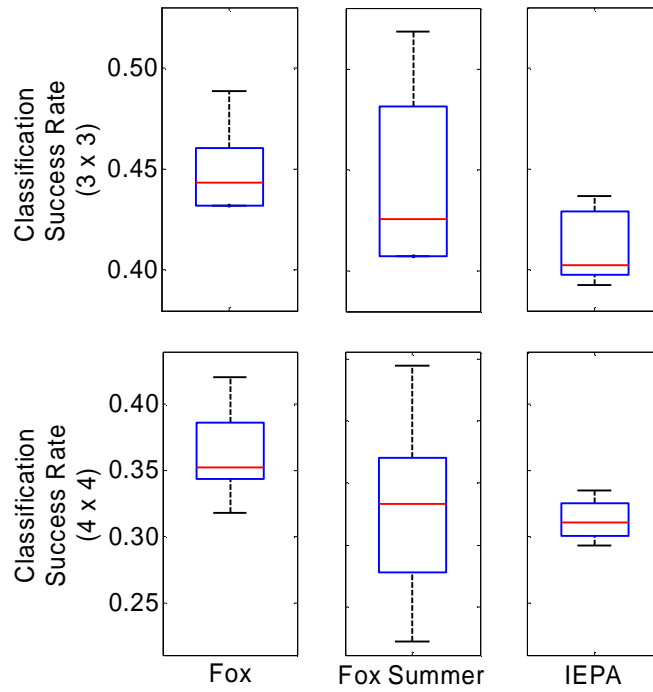 Classification
Success Rate
(3 x 3)
0.50
0.45
0.40
Classification
Success Rate
(4 x 4)
0.40
0.35
0.30
0.25
Fox
Fox Summer
IEPA